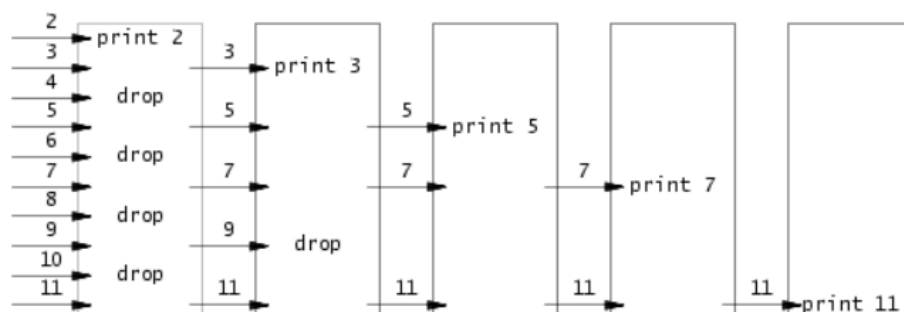 2 print 2
3 3 print 3
4 drop
5 5 5 print 5
6 drop
7 7 7 7 print 7
8 drop
9 9 drop
10 drop
11 11 11 11 11 print 11